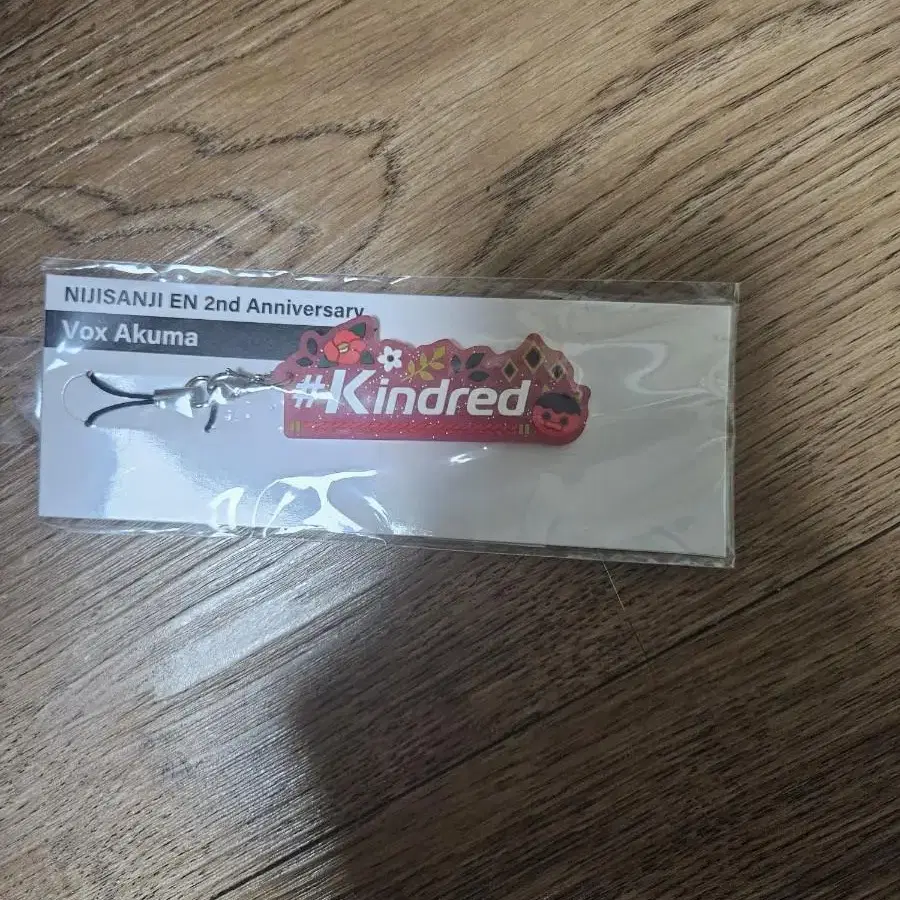 NIJISANJI EN 2nd Anniversary
Vox Akuma
#Kindred